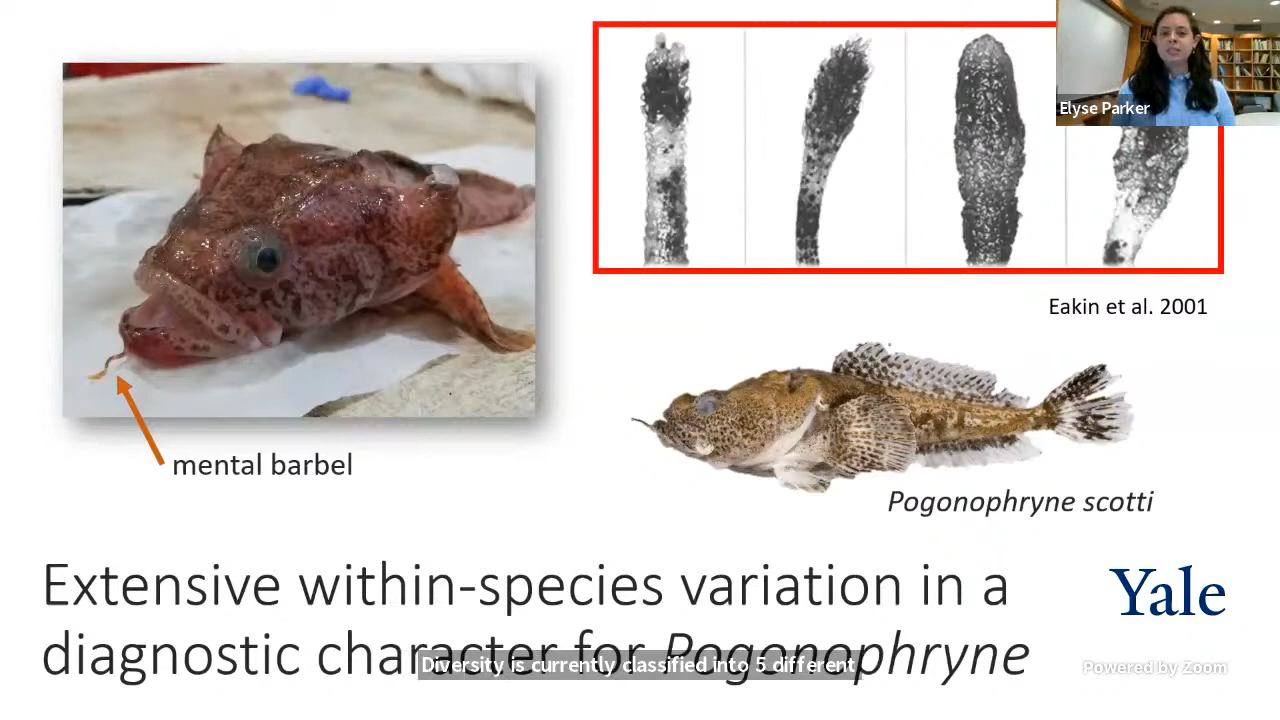 Elyse Parker
Eakin et al. 2001
mental barbel
Pogonophryne scotti
Extensive within-species variation in a
diagnostic character for Pogonophryne
Yale
Diversity is currently classified into 5 different
Powered by Zoom